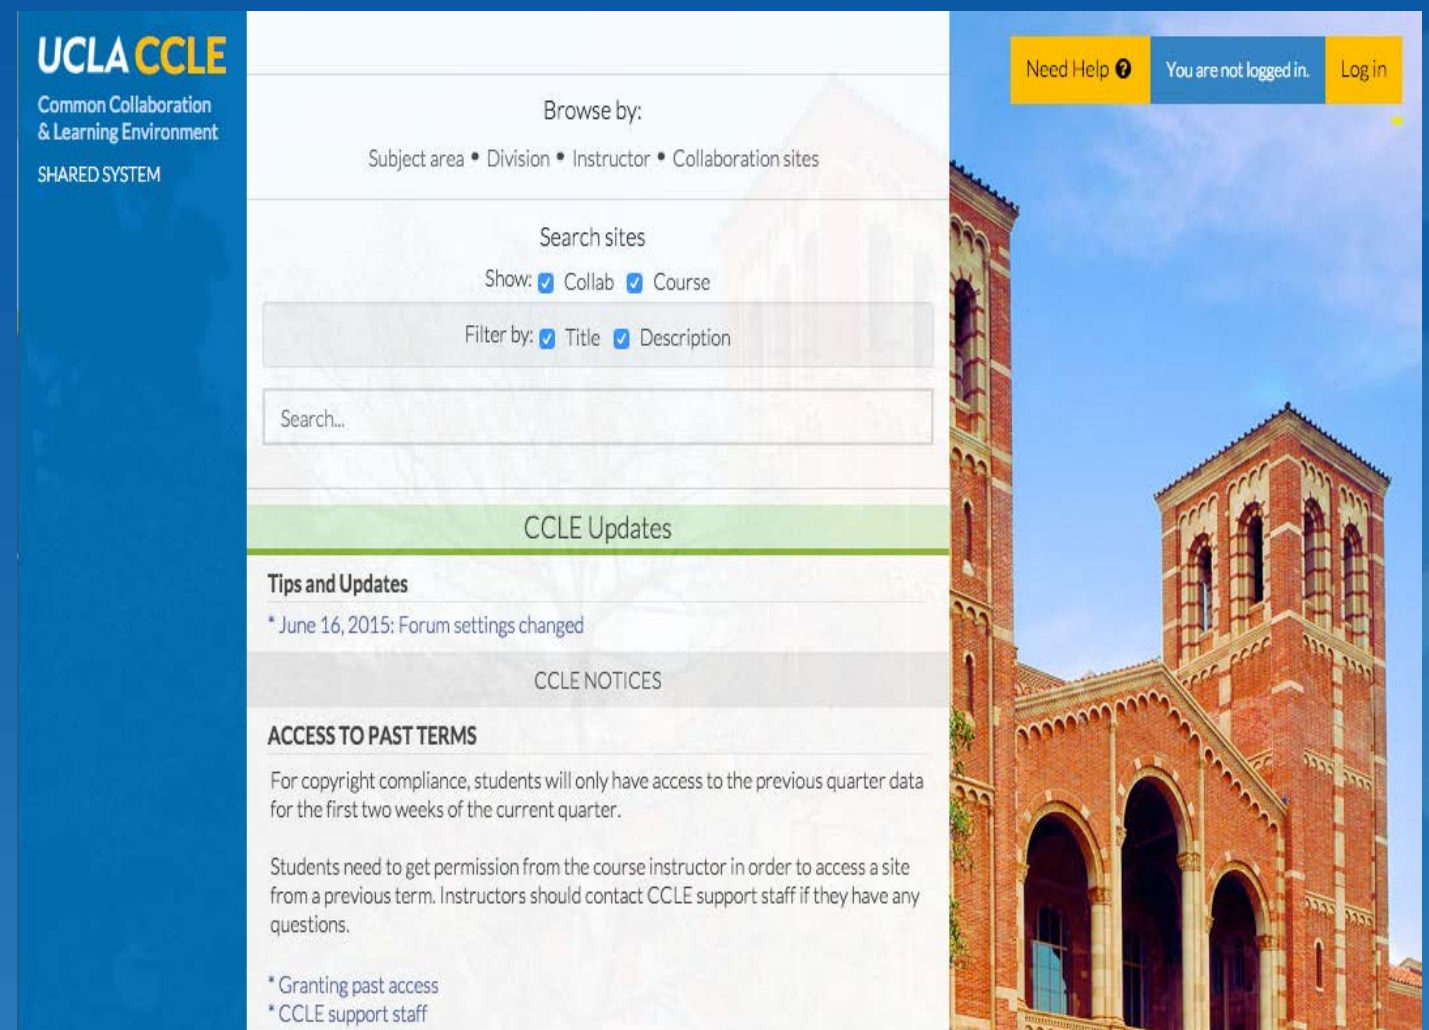 UCLA CCLE
Common Collaboration
& Learning Environment
SHARED SYSTEM
Need Help ?
You are not logged in.
Log in
Browse by:
Subject area • Division • Instructor • Collaboration sites
Search sites
Show: Collab Course
Filter by: Title Description
Search...
CCLE Updates
Tips and Updates
* June 16, 2015: Forum settings changed
CCLE NOTICES
ACCESS TO PAST TERMS
For copyright compliance, students will only have access to the previous quarter data
for the first two weeks of the current quarter.
Students need to get permission from the course instructor in order to access a site
from a previous term. Instructors should contact CCLE support staff if they have any
questions.
* Granting past access
* CCLE support staff